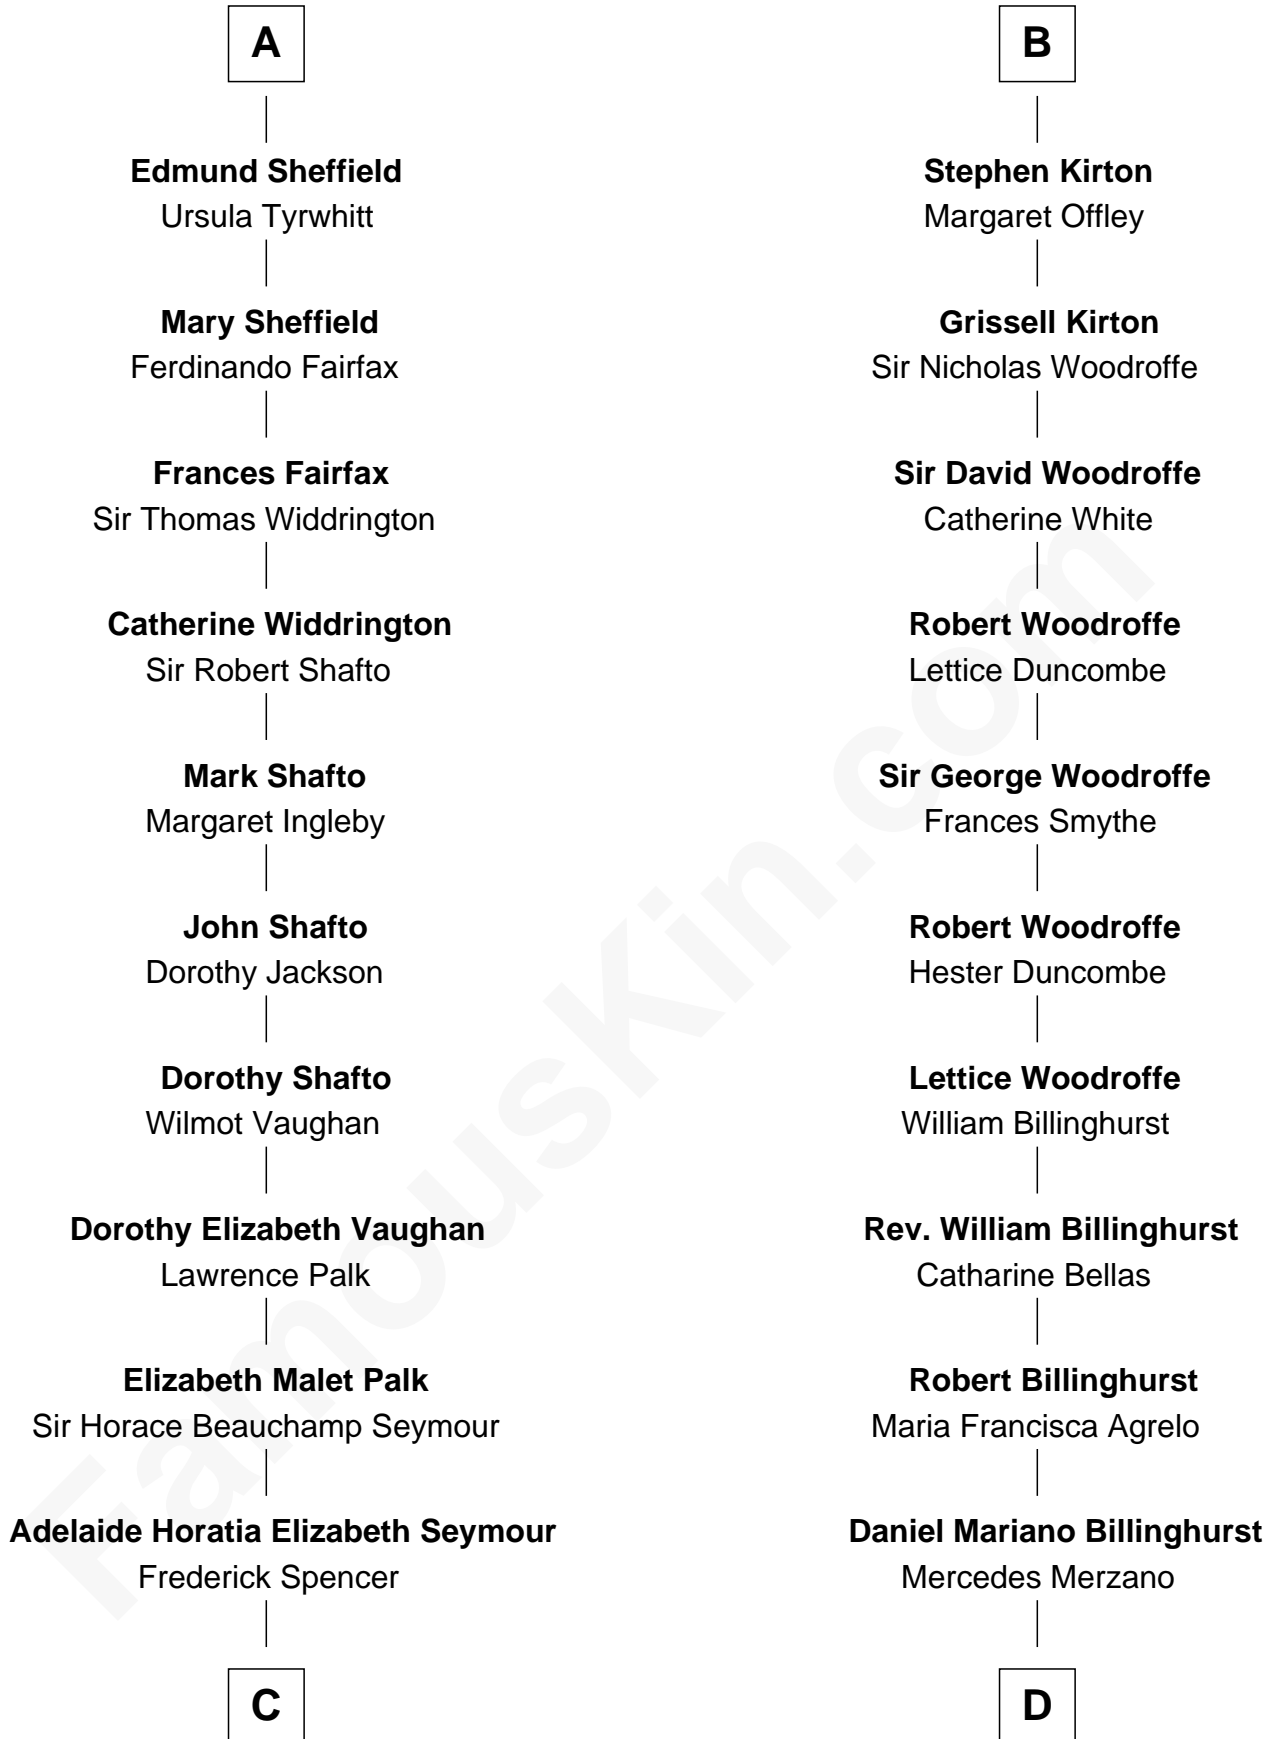 A
Edmund Sheffield
Ursula Tyrwhitt
Mary Sheffield
Ferdinando Fairfax
Frances Fairfax
Sir Thomas Widdrington
Catherine Widdrington
Sir Robert Shafto
Mark Shafto
Margaret Ingleby
John Shafto
Dorothy Jackson
Dorothy Shafto
Wilmot Vaughan
Dorothy Elizabeth Vaughan
Lawrence Palk
Elizabeth Malet Palk
Sir Horace Beauchamp Seymour
Adelaide Horatia Elizabeth Seymour
Frederick Spencer
C
B
Stephen Kirton
Margaret Offley
Grissell Kirton
Sir Nicholas Woodroffe
Sir David Woodroffe
Catherine White
Robert Woodroffe
Lettice Duncombe
Sir George Woodroffe
Frances Smythe
Robert Woodroffe
Hester Duncombe
Lettice Woodroffe
William Billinghurst
Rev. William Billinghurst
Catharine Bellas
Robert Billinghurst
Maria Francisca Agrelo
Daniel Mariano Billinghurst
Mercedes Merzano
D
FamousKin.com